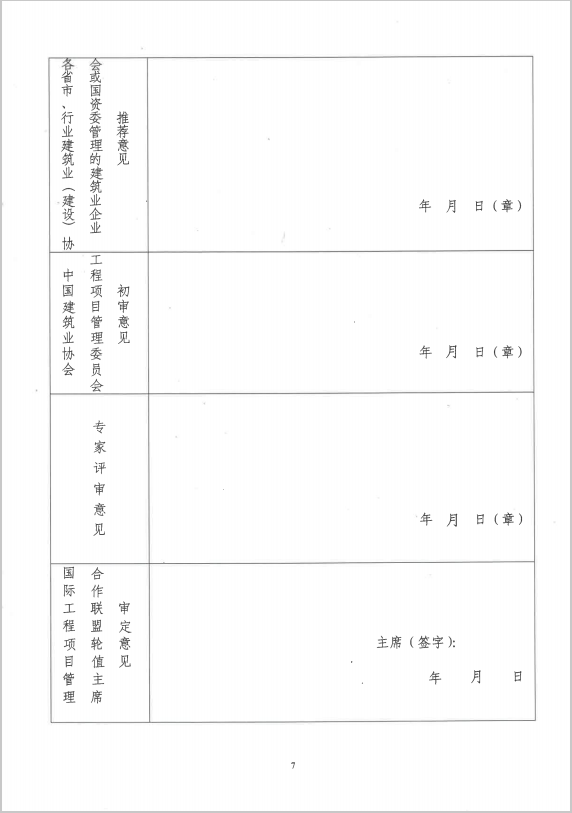 各省市、行业建筑业（建设）协
会或国资委管理的建筑业企业
推荐意见
年 月 日（章）
中国建筑业协会
工程项目管理委员会
初审意见
年 月 日（章）
专家评审意见
年 月 日（章）
国际工程项目管理
合作联盟轮值主席
审定意见
主席（签字）：
年 月 日
7